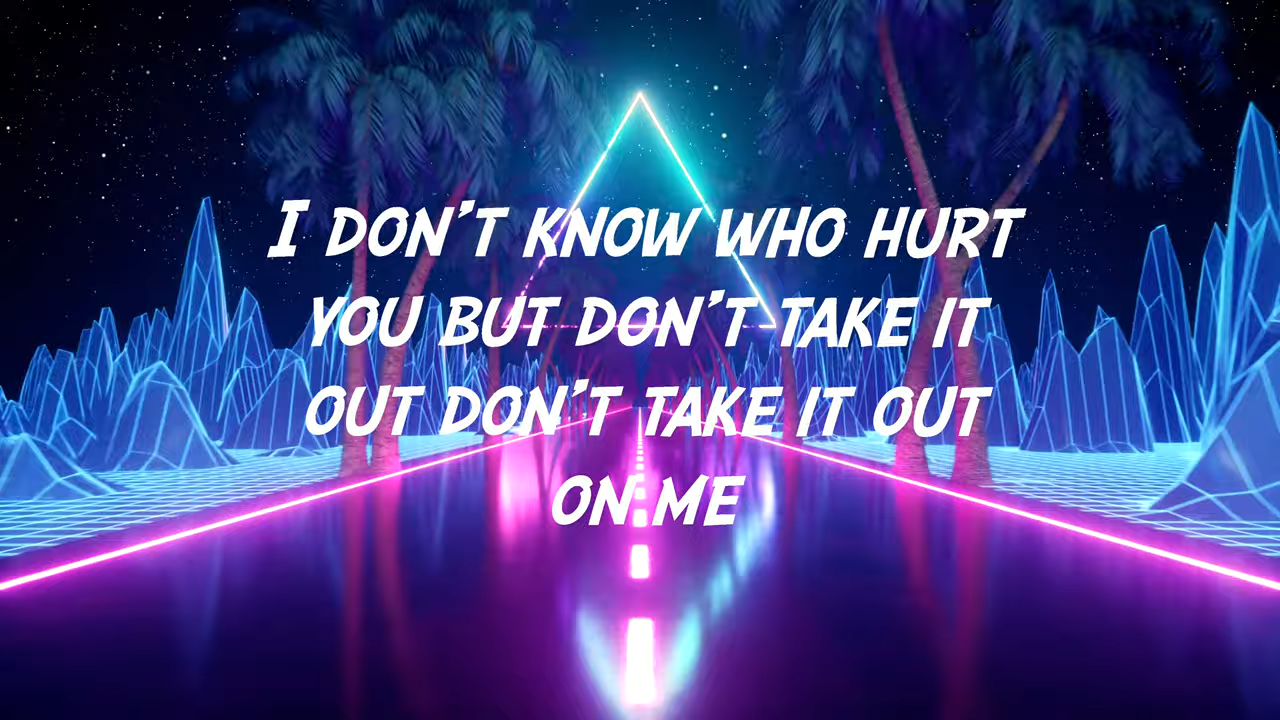 I DON'T KNOW WHO HURT
YOU BUT DON'T TAKE IT
OUT DON'T TAKE IT OUT
ON ME